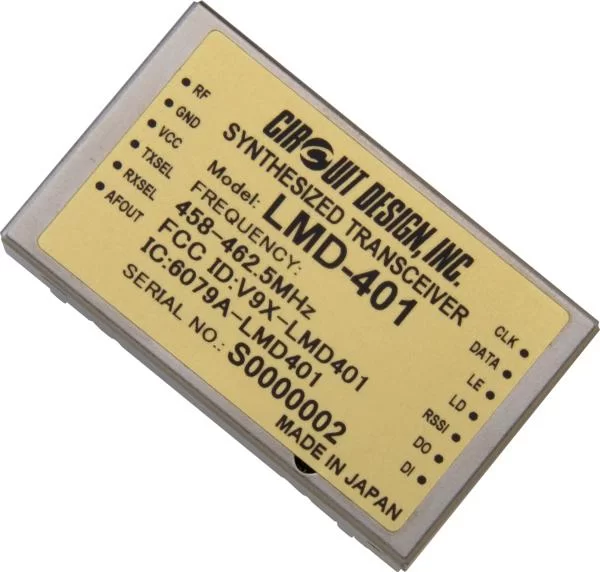 CIRCUIT DESIGN, INC.
SYNTHESIZED TRANSCEIVER
Model: LMD-401
FREQUENCY:
458-462.5MHz
FCC ID:V9X-LMD401
IC:6079A-LMD401
SERIAL NO.: S0000002
MADE IN JAPAN
RF
GND
VCC
TXSEL
RXSEL
AFOUT
CLK
DATA
LE
LD
RSSI
DO
DI